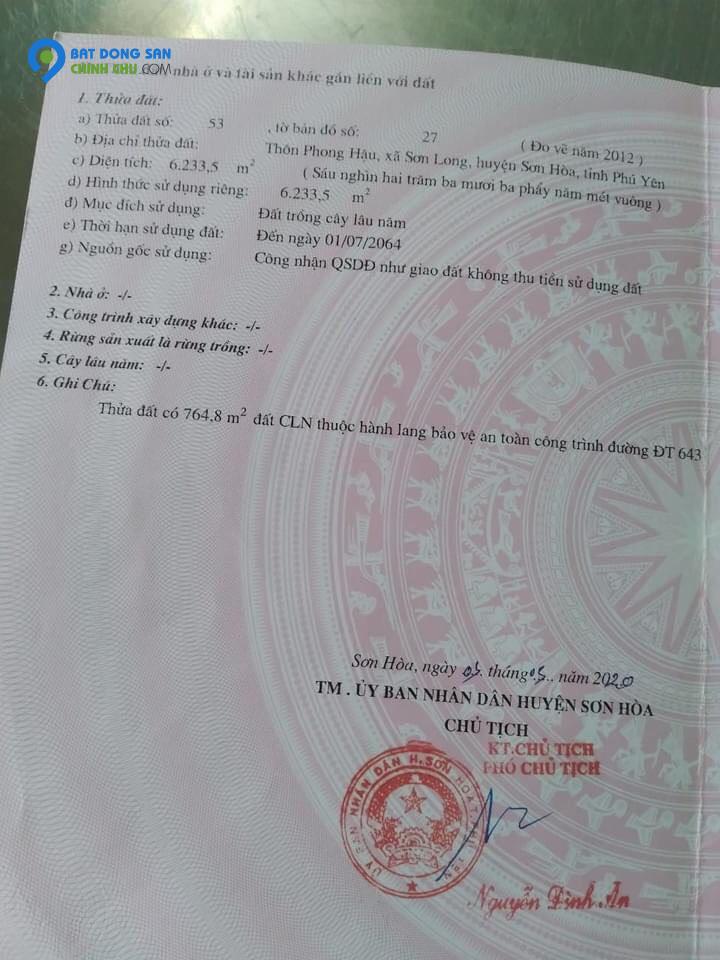 BAT DONG SAN
CHINH CHU .COM
nhà ở và tài sản khác gắn liền với đất
1. Thửa đất:
a) Thửa đất số: 53 , tờ bản đồ số: 27 ( Đo vẽ năm 2012 )
b) Địa chỉ thửa đất: Thôn Phong Hậu, xã Sơn Long, huyện Sơn Hòa, tỉnh Phú Yên
c) Diện tích: 6.233,5 m² ( Sáu nghìn hai trăm ba mươi ba phẩy năm mét vuông )
d) Hình thức sử dụng riêng: 6.233,5 m²
đ) Mục đích sử dụng: Đất trồng cây lâu năm
e) Thời hạn sử dụng đất: Đến ngày 01/07/2064
g) Nguồn gốc sử dụng: Công nhận QSDĐ như giao đất không thu tiền sử dụng đất
2. Nhà ở: -/-
3. Công trình xây dựng khác: -/-
4. Rừng sản xuất là rừng trồng: -/-
5. Cây lâu năm: -/-
6. Ghi Chú:
Thửa đất có 764,8 m² đất CLN thuộc hành lang bảo vệ an toàn công trình đường ĐT 643
Sơn Hòa, ngày tháng năm 2020
TM . ỦY BAN NHÂN DÂN HUYỆN SƠN HÒA
CHỦ TỊCH
KT.CHỦ TỊCH
PHÓ CHỦ TỊCH
ỦY BAN NHÂN DÂN H.SƠN HÒA
Nguyễn Đình Ân